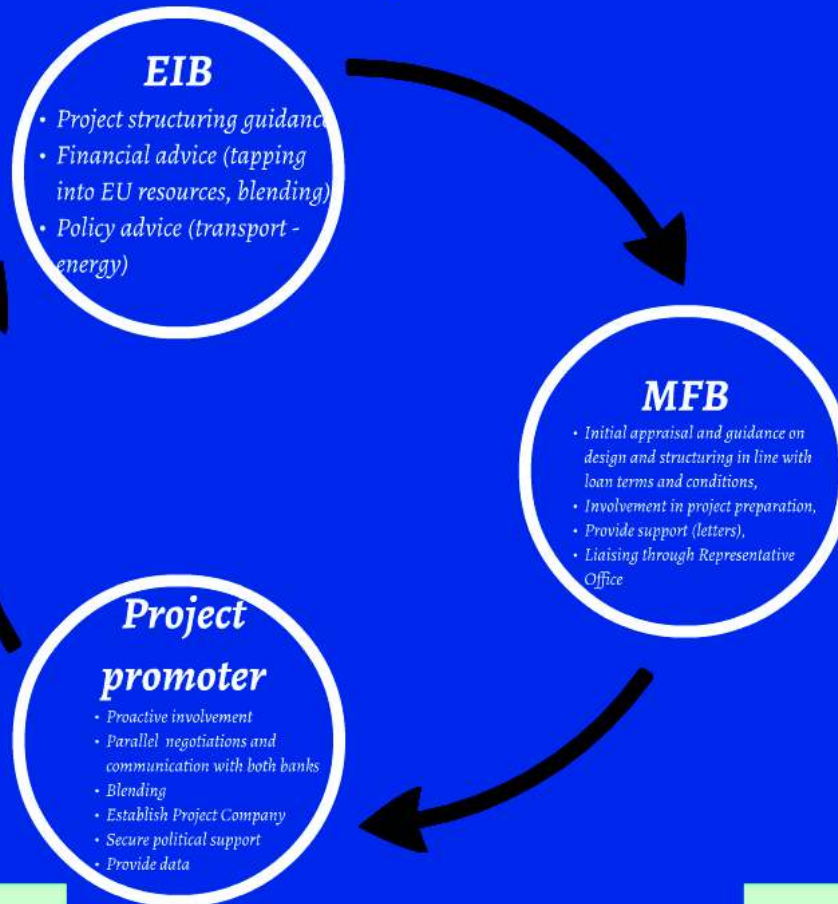 EIB
• Project structuring guidance
• Financial advice (tapping
into EU resources, blending)
• Policy advice (transport -
energy)
MFB
• Initial appraisal and guidance on
design and structuring in line with
loan terms and conditions,
• Involvement in project preparation,
• Provide support (letters),
• Liaising through Representative
Office
Project
promoter
• Proactive involvement
• Parallel negotiations and
communication with both banks
• Blending
• Establish Project Company
• Secure political support
• Provide data